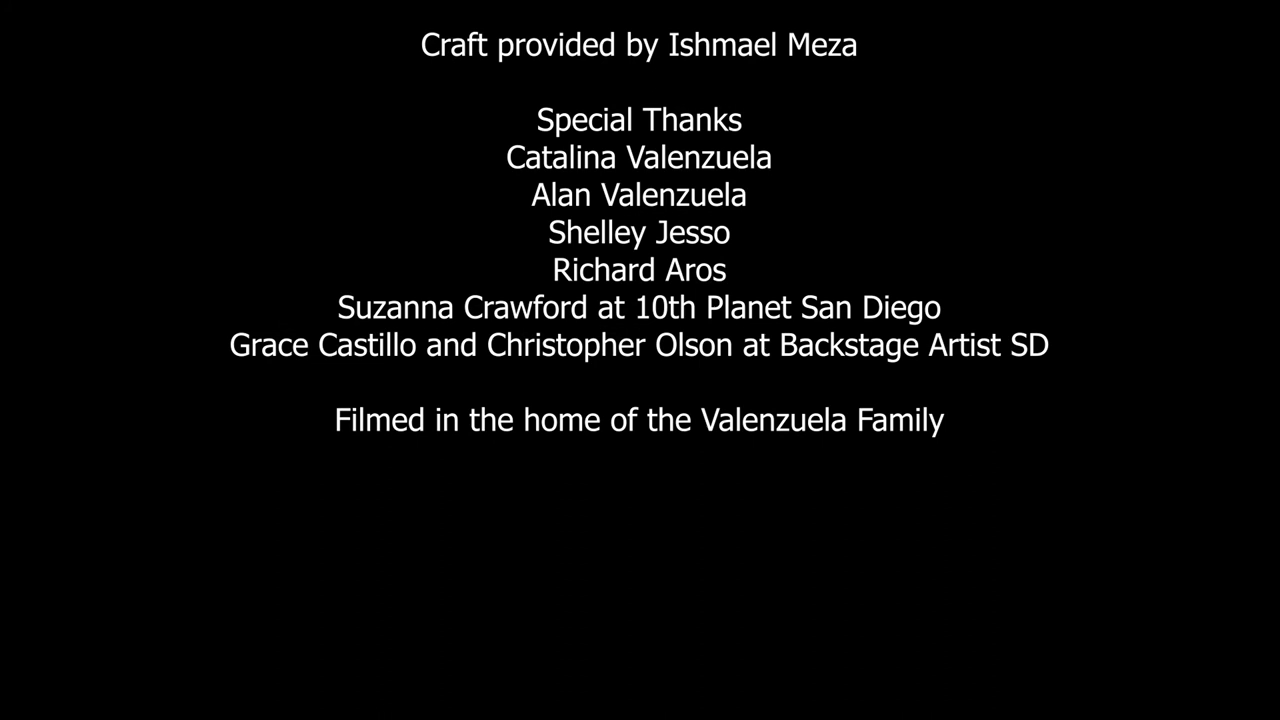 Craft provided by Ishmael Meza
Special Thanks
Catalina Valenzuela
Alan Valenzuela
Shelley Jesso
Richard Aros
Suzanna Crawford at 10th Planet San Diego
Grace Castillo and Christopher Olson at Backstage Artist SD
Filmed in the home of the Valenzuela Family